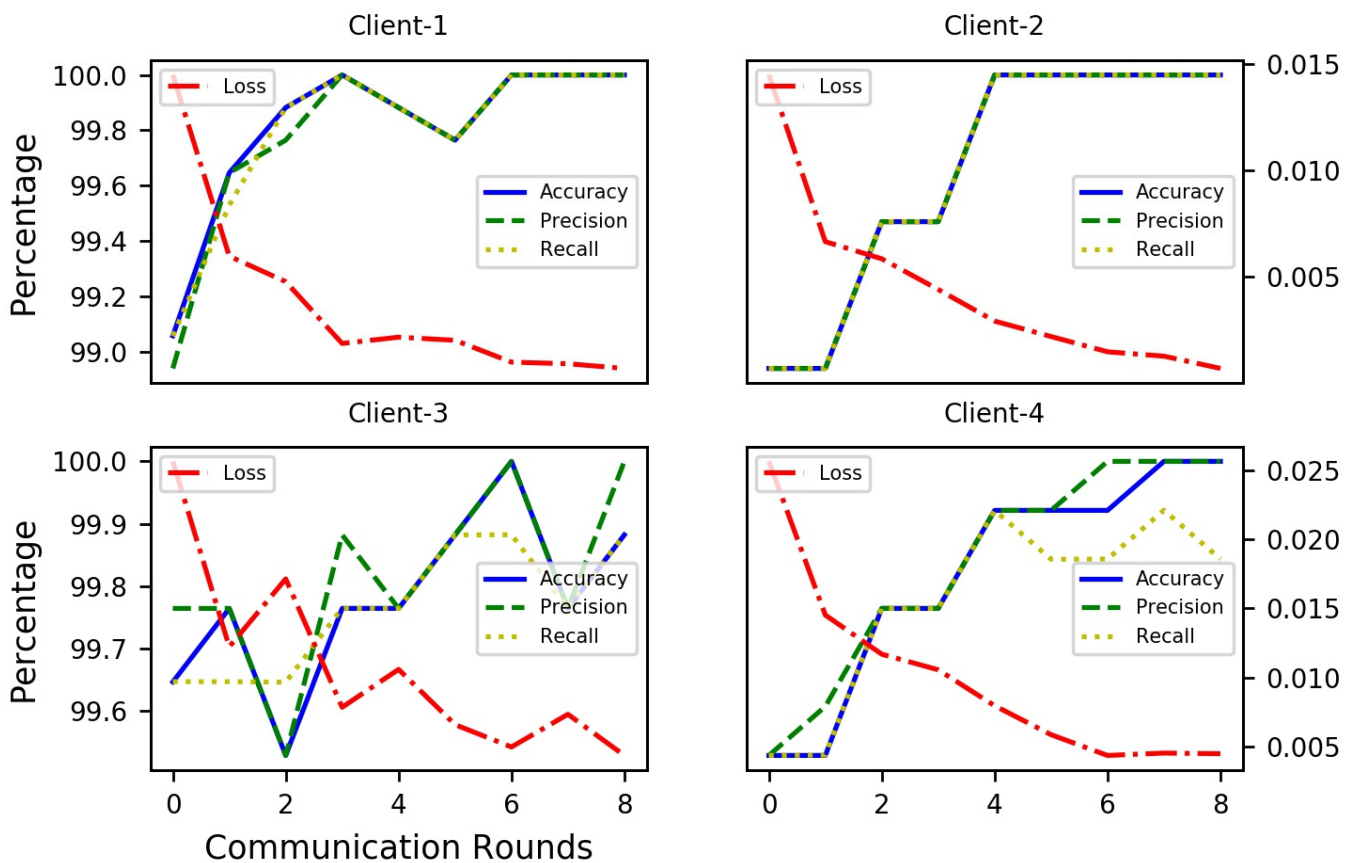 Client-1
Client-2
Percentage
100.0
99.8
99.6
99.4
99.2
99.0
Loss
Accuracy
Precision
Recall
Loss
Accuracy
Precision
Recall
0.015
0.010
0.005
Client-3
Client-4
Percentage
100.0
99.9
99.8
99.7
99.6
Loss
Accuracy
Precision
Recall
Loss
Accuracy
Precision
Recall
0.025
0.020
0.015
0.010
0.005
0 2 4 6 8
0 2 4 6 8
Communication Rounds